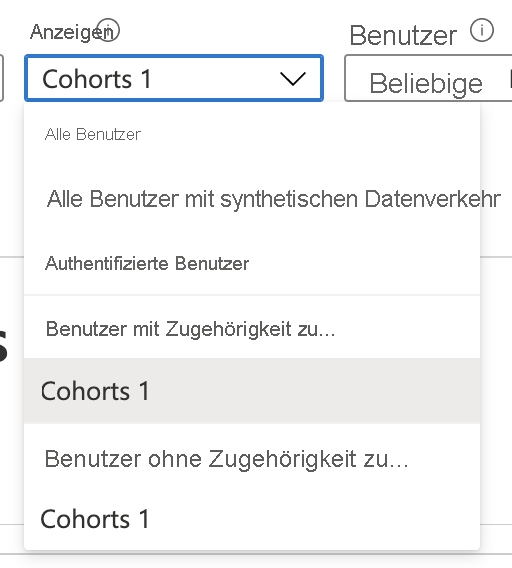 Anzeigen
Benutzer
Cohorts 1
Beliebige
Alle Benutzer
Alle Benutzer mit synthetischen Datenverkehr
Authentifizierte Benutzer
Benutzer mit Zugehörigkeit zu...
Cohorts 1
Benutzer ohne Zugehörigkeit zu...
Cohorts 1